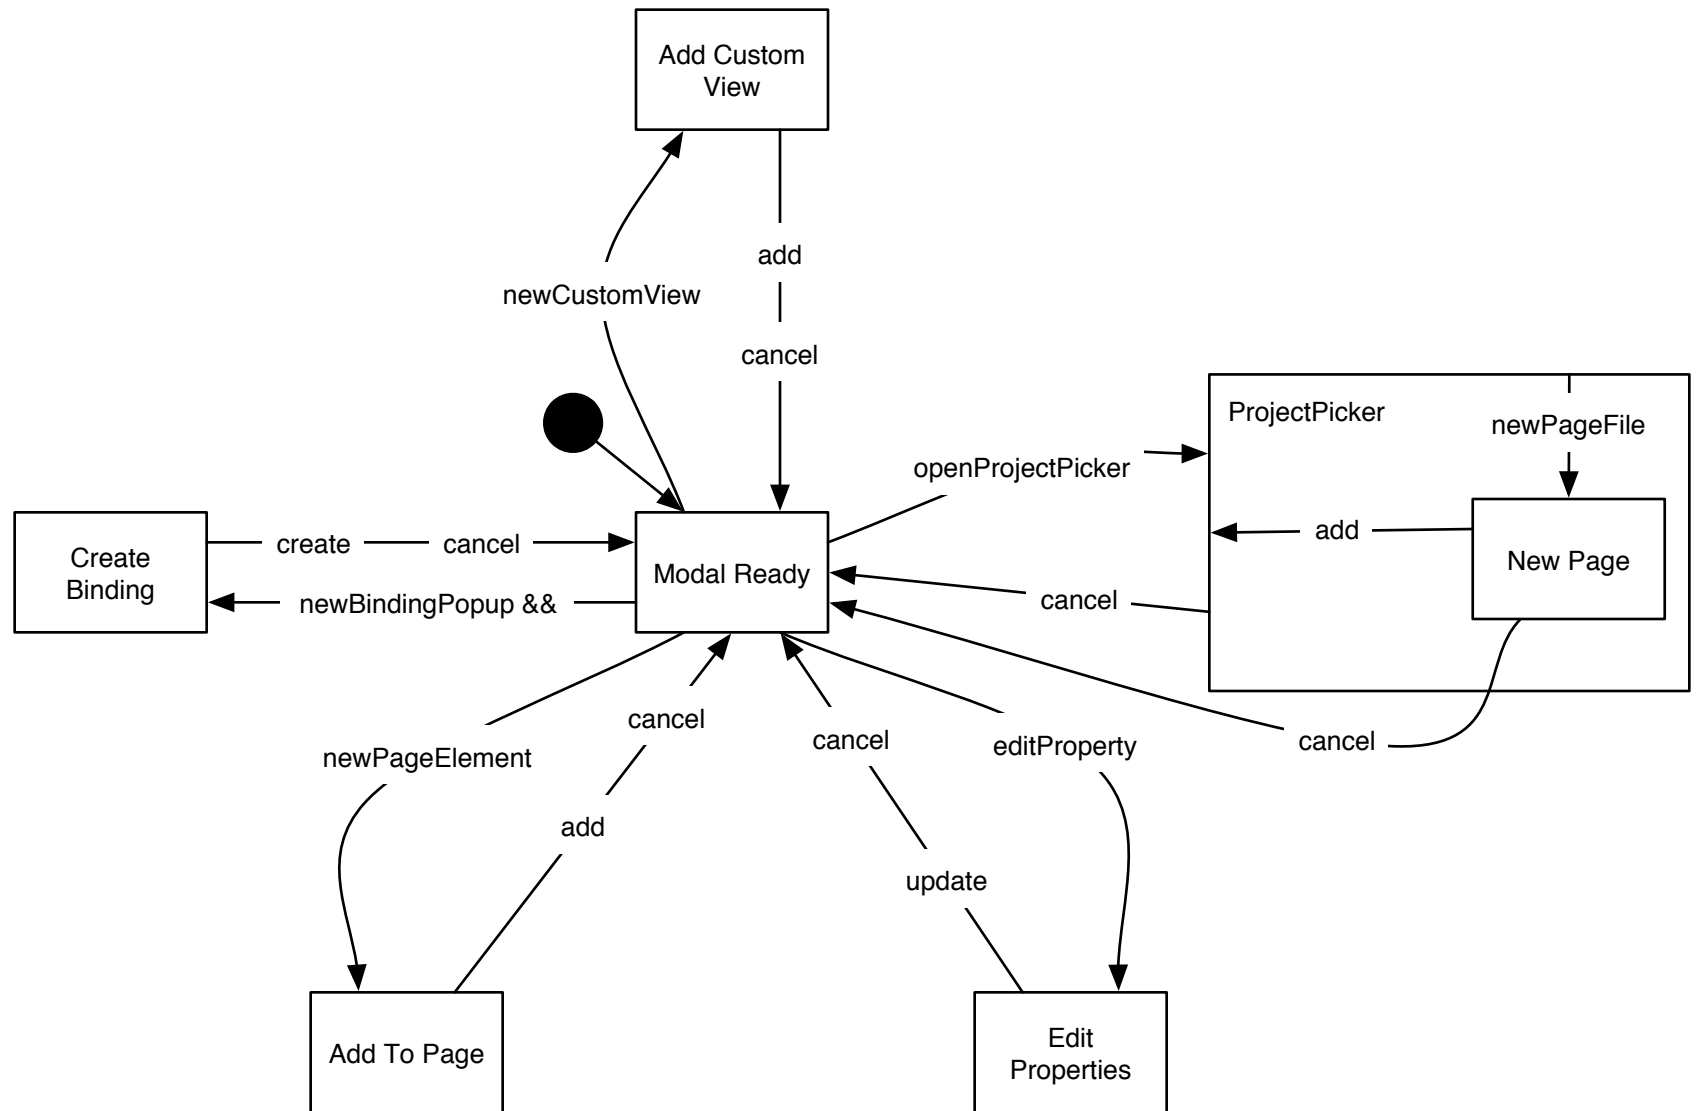 Add Custom
View
add
newCustomView
cancel
ProjectPicker
newPageFile
openProjectPicker
create
cancel
add
Create
Binding
Modal Ready
New Page
newBindingPopup &&
cancel
cancel
cancel
editProperty
cancel
newPageElement
add
update
Add To Page
Edit
Properties